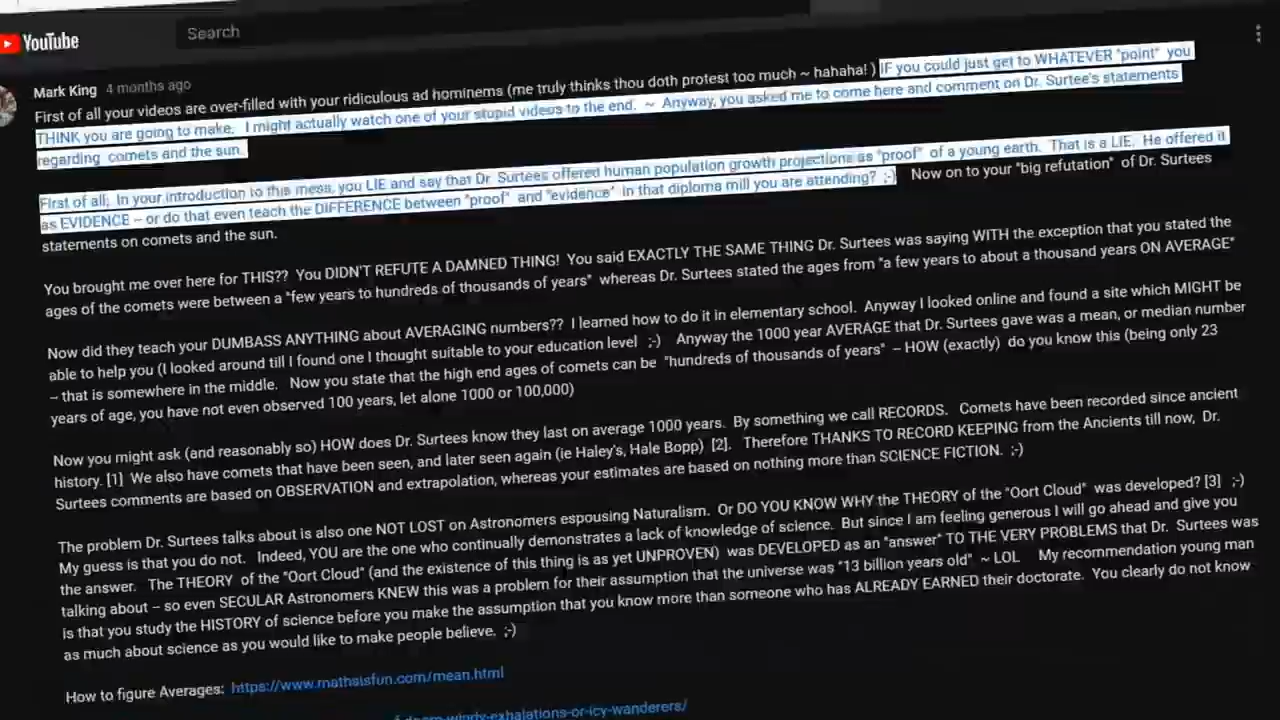 YouTube
Search
Mark King 4 months ago
First of all your videos are over-filled with your ridiculous ad hominems (me truly thinks thou doth protest too much ~ hahaha! ) IF you could just get to WHATEVER "point" you
THINK you are going to make, I might actually watch one of your stupid videos to the end. ~ Anyway, you asked me to come here and comment on Dr. Surtee's statements
regarding comets and the sun.
First of all; In your introduction to this mess, you LIE and say that Dr. Surtees offered human population growth projections as "proof" of a young earth. That is a LIE. He offered it
as EVIDENCE -- or do that even teach the DIFFERENCE between "proof" and "evidence" in that diploma mill you are attending? ;-) Now on to your "big refutation" of Dr. Surtees
statements on comets and the sun.
You brought me over here for THIS?? You DIDN'T REFUTE A DAMNED THING! You said EXACTLY THE SAME THING Dr. Surtees was saying WITH the exception that you stated the
ages of the comets were between a "few years to hundreds of thousands of years" whereas Dr. Surtees stated the ages from "a few years to about a thousand years ON AVERAGE"
Now did they teach your DUMBASS ANYTHING about AVERAGING numbers?? I learned how to do it in elementary school. Anyway I looked online and found a site which MIGHT be
able to help you (I looked around till I found one I thought suitable to your education level ;-) Anyway the 1000 year AVERAGE that Dr. Surtees gave was a mean, or median number
-- that is somewhere in the middle. Now you state that the high end ages of comets can be "hundreds of thousands of years" -- HOW (exactly) do you know this (being only 23
years of age, you have not even observed 100 years, let alone 1000 or 100,000)
Now you might ask (and reasonably so) HOW does Dr. Surtees know they last on average 1000 years. By something we call RECORDS. Comets have been recorded since ancient
history. [1] We also have comets that have been seen, and later seen again (ie Haley's, Hale Bopp) [2]. Therefore THANKS TO RECORD KEEPING from the Ancients till now, Dr.
Surtees comments are based on OBSERVATION and extrapolation, whereas your estimates are based on nothing more than SCIENCE FICTION. ;-)
The problem Dr. Surtees talks about is also one NOT LOST on Astronomers espousing Naturalism. Or DO YOU KNOW WHY the THEORY of the "Oort Cloud" was developed? [3] ;-)
My guess is that you do not. Indeed, YOU are the one who continually demonstrates a lack of knowledge of science. But since I am feeling generous I will go ahead and give you
the answer. The THEORY of the "Oort Cloud" (and the existence of this thing is as yet UNPROVEN) was DEVELOPED as an "answer" TO THE VERY PROBLEMS that Dr. Surtees was
talking about -- so even SECULAR Astronomers KNEW this was a problem for their assumption that the universe was "13 billion years old" ~ LOL My recommendation young man
is that you study the HISTORY of science before you make the assumption that you know more than someone who has ALREADY EARNED their doctorate. You clearly do not know
as much about science as you would like to make people believe. ;-)
How to figure Averages: https://www.mathsisfun.com/mean.html
-windy-exhalations-or-icy-wanderers/